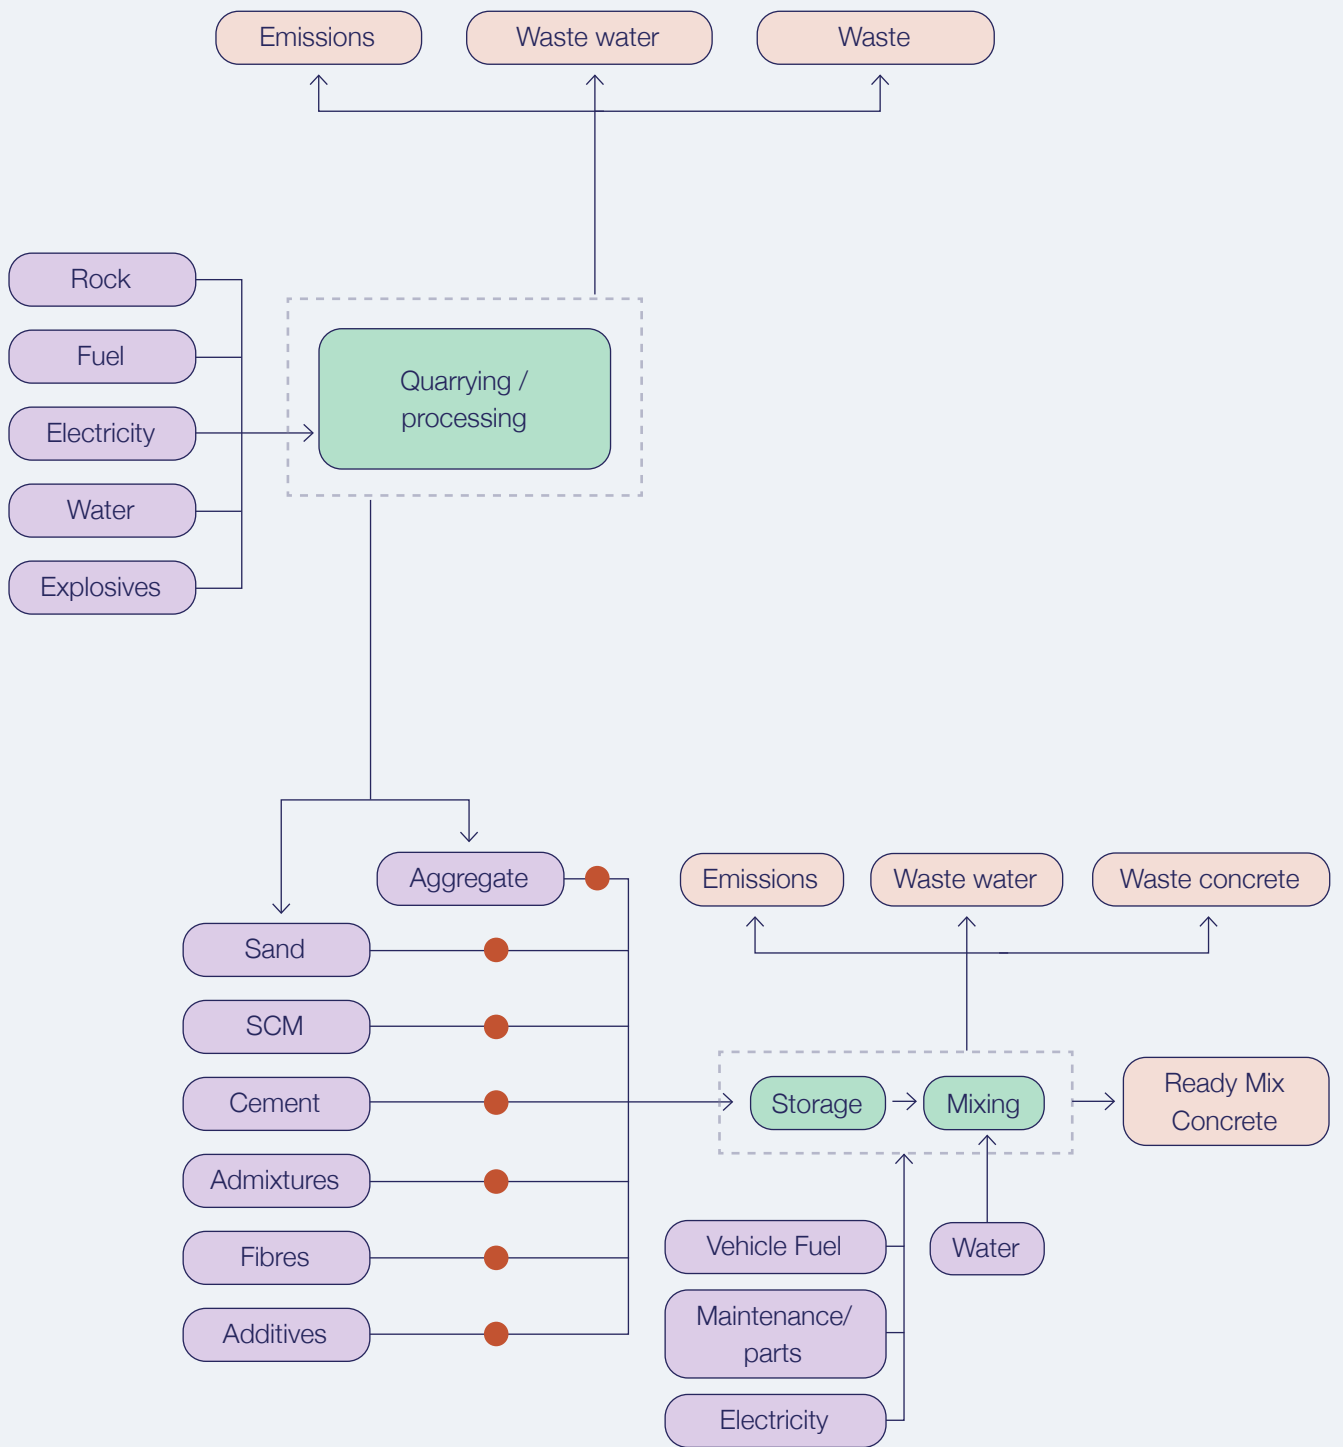 Emissions
Waste water
Waste
Rock
Fuel
Electricity
Water
Explosives
Quarrying /
processing
Aggregate
Sand
SCM
Cement
Admixtures
Fibres
Additives
Emissions
Waste water
Waste concrete
Storage
Mixing
Ready Mix
Concrete
Vehicle Fuel
Water
Maintenance/
parts
Electricity